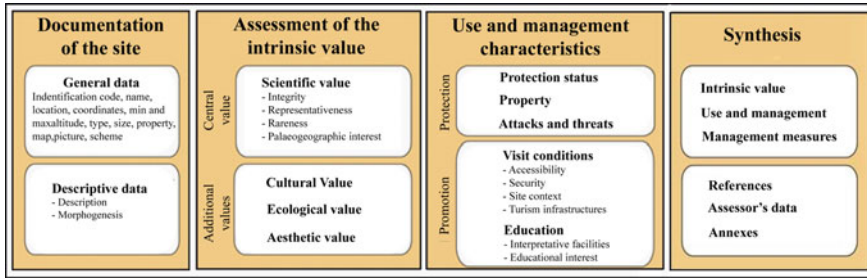 Documentation
of the site
General data
Indentification code, name,
location, coordinates, min and
maxaltitude, type, size, property,
map,picture, scheme
Descriptive data
- Description
- Morphogenesis
Assessment of the
intrinsic value
Central
value
Scientific value
- Integrity
- Representativeness
- Rareness
- Palaeogeographic interest
Additional
values
Cultural Value
Ecological value
Aesthetic value
Use and management
characteristics
Protection
Protection status
Property
Attacks and threats
Promotion
Visit conditions
- Accessibility
- Security
- Site context
- Turism infrastructures
Education
- Interpretative facilities
- Educational interest
Synthesis
Intrinsic value
Use and management
Management measures
References
Assessor's data
Annexes